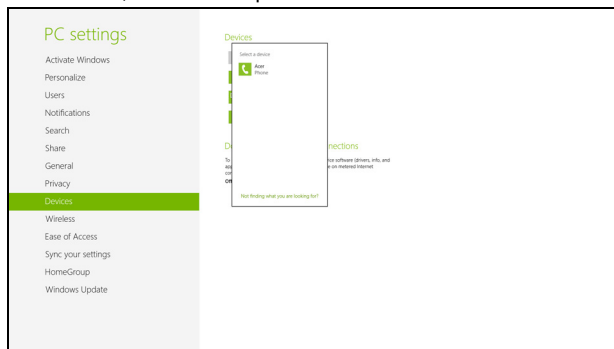 PC settings
Activate Windows
Personalize
Users
Notifications
Search
Share
General
Privacy
Devices
Wireless
Ease of Access
Sync your settings
HomeGroup
Windows Update
Devices
Select a device
Acer
Phone
Not finding what you are looking for?
nections
To
ice software (drivers, info, and
e on metered Internet